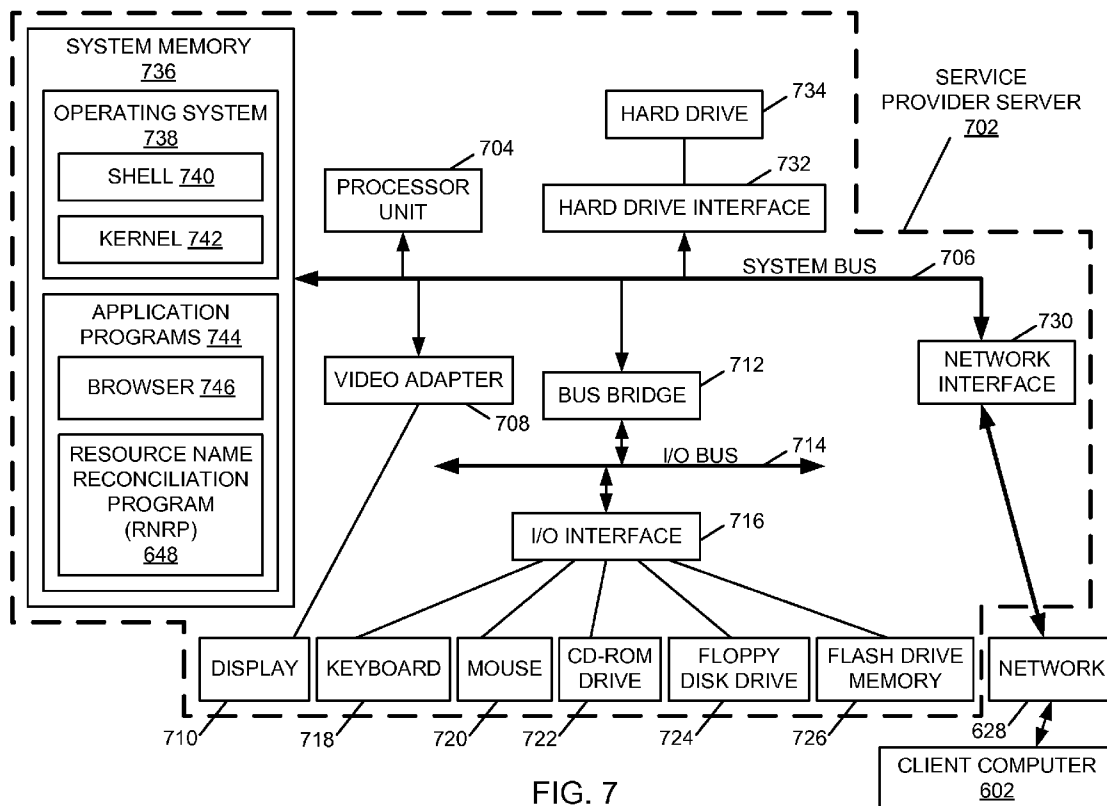 SYSTEM MEMORY
736
OPERATING SYSTEM
738
SHELL 740
KERNEL 742
APPLICATION
PROGRAMS 744
BROWSER 746
RESOURCE NAME
RECONCILIATION
PROGRAM
(RNRP)
648
704
PROCESSOR
UNIT
HARD DRIVE
734
732
HARD DRIVE INTERFACE
SERVICE
PROVIDER SERVER
702
SYSTEM BUS
706
VIDEO ADAPTER
708
712
BUS BRIDGE
730
NETWORK
INTERFACE
I/O BUS
714
I/O INTERFACE
716
DISPLAY
KEYBOARD
MOUSE
CD-ROM
DRIVE
FLOPPY
DISK DRIVE
FLASH DRIVE
MEMORY
NETWORK
710
718
720
722
724
726
628
CLIENT COMPUTER
602
FIG. 7